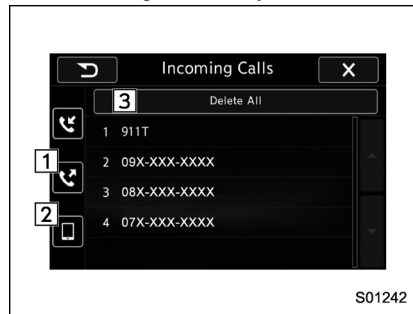 Incoming Calls
3 Delete All
1 911T
1
2 09X-XXX-XXXX
3 08X-XXX-XXXX
2
4 07X-XXX-XXXX
S01242